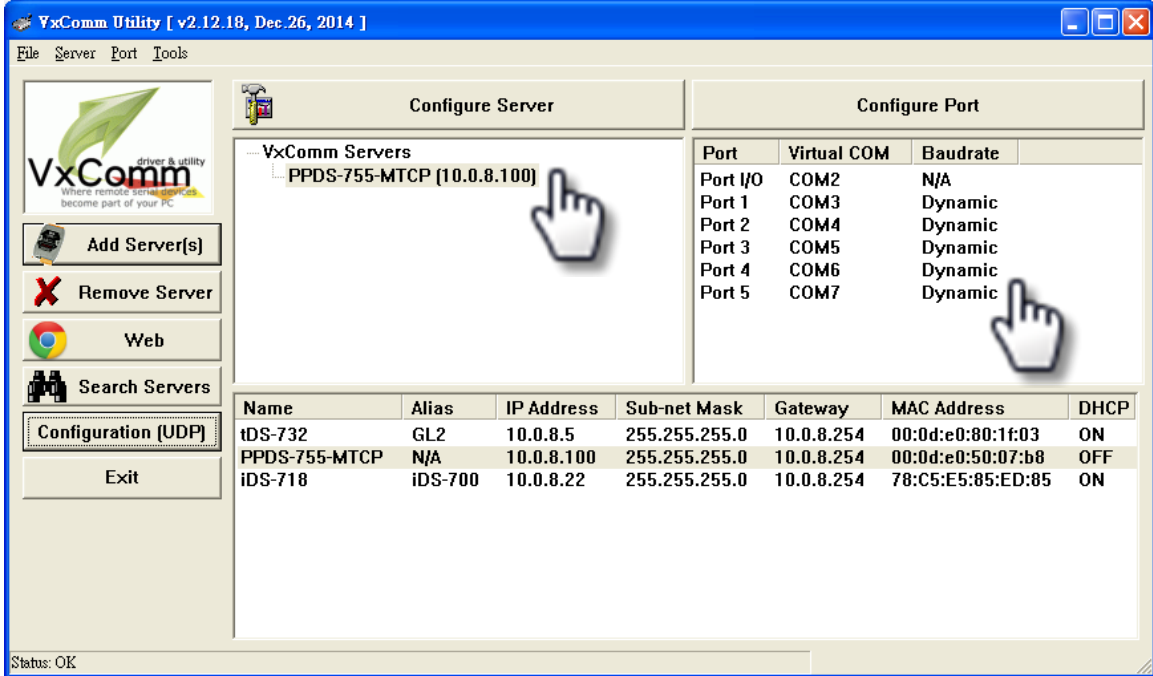 VxComm Utility [ v2.12.18, Dec.26, 2014 ]
File Server Port Tools
VxComm
driver & utility
Where remote serial devices
become part of your PC
Add Server(s)
Remove Server
Web
Search Servers
Configuration (UDP)
Exit
Configure Server
VxComm Servers
PPDS-755-MTCP (10.0.8.100)
Configure Port
Port Virtual COM Baudrate
Port I/O COM2 N/A
Port 1 COM3 Dynamic
Port 2 COM4 Dynamic
Port 3 COM5 Dynamic
Port 4 COM6 Dynamic
Port 5 COM7 Dynamic
Name Alias IP Address Sub-net Mask Gateway MAC Address DHCP
tDS-732 GL2 10.0.8.5 255.255.255.0 10.0.8.254 00:0d:e0:80:1f:03 ON
PPDS-755-MTCP N/A 10.0.8.100 255.255.255.0 10.0.8.254 00:0d:e0:50:07:b8 OFF
iDS-718 iDS-700 10.0.8.22 255.255.255.0 10.0.8.254 78:C5:E5:85:ED:85 ON
Status: OK